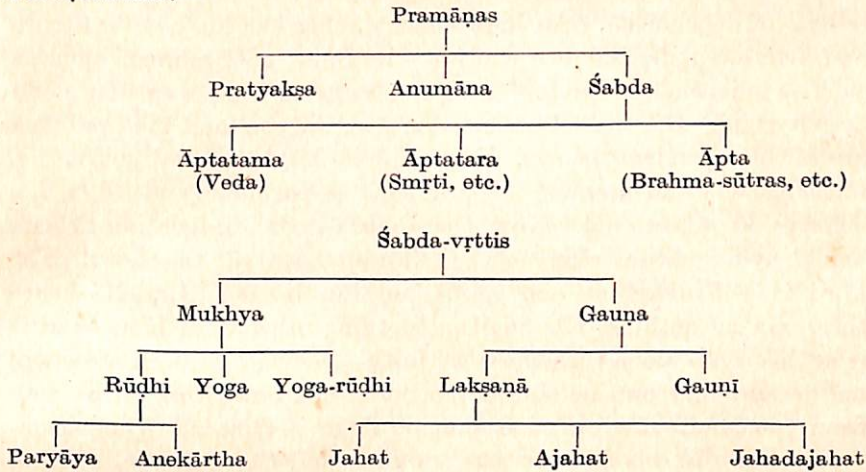 Pramāṇas
Pratyakṣa Anumāna Śabda
Āptatama Āptatara Āpta
(Veda) (Smṛti, etc.) (Brahma-sūtras, etc.)
Śabda-vṛttis
Mukhya Gauṇa
Rūḍhi Yoga Yoga-rūḍhi Lakṣaṇā Gauṇī
Paryāya Anekārtha Jahat Ajahat Jahadajahat